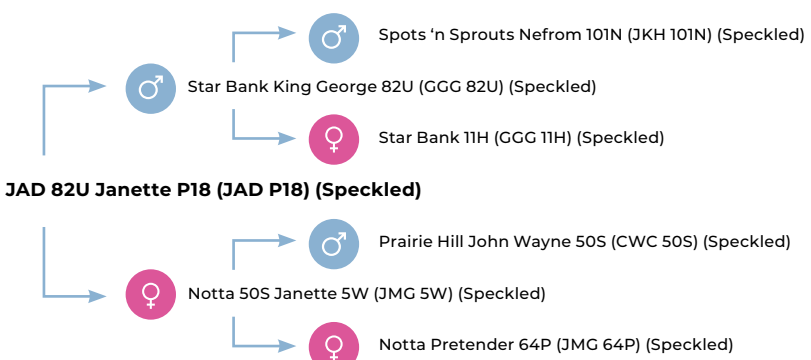 Spots ‘n Sprouts Nefrom 101N (JKH 101N) (Speckled)
Star Bank King George 82U (GGG 82U) (Speckled)
Star Bank 11H (GGG 11H) (Speckled)
JAD 82U Janette P18 (JAD P18) (Speckled)
Prairie Hill John Wayne 50S (CWC 50S) (Speckled)
Notta 50S Janette 5W (JMG 5W) (Speckled)
Notta Pretender 64P (JMG 64P) (Speckled)